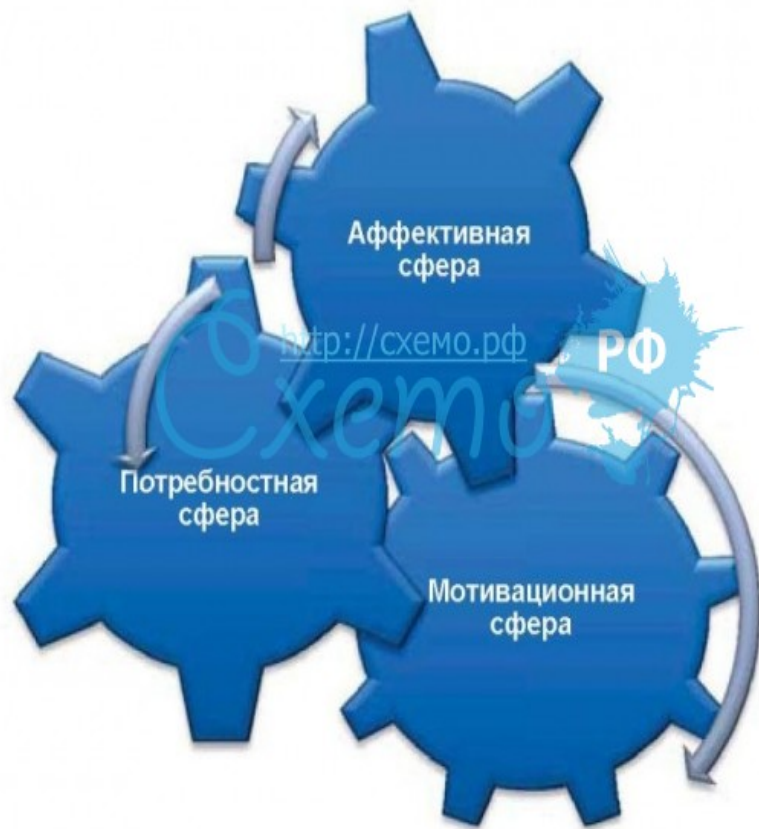 Аффективная
сфера
http://схемо.рф
РФ
Схемо
Потребностная
сфера
Мотивационная
сфера